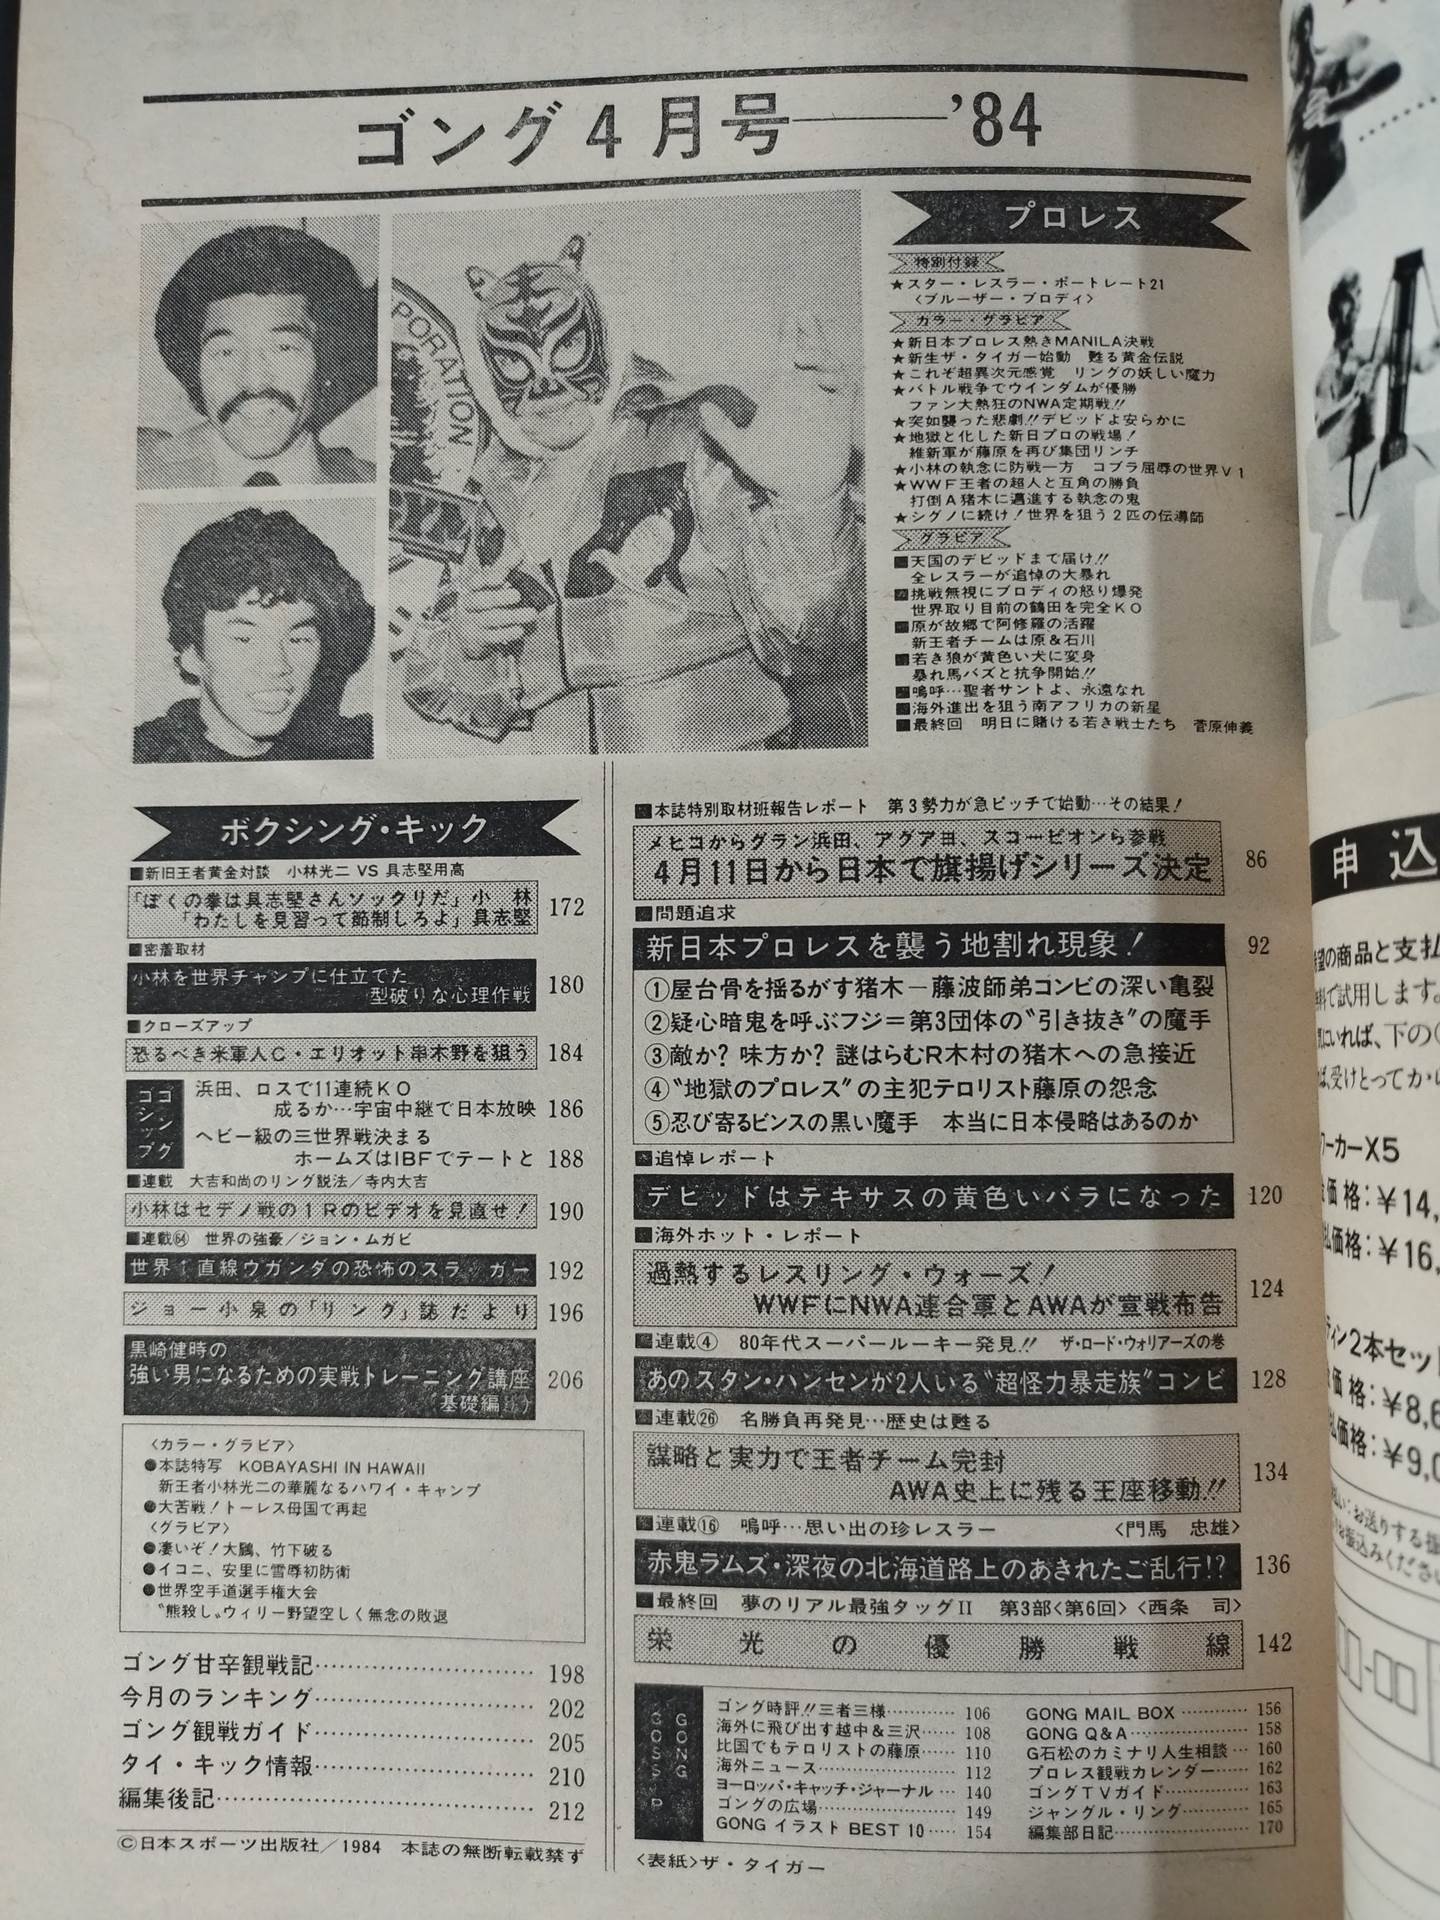 ゴング4月号——'84
PORATION
プロレス
特別付録
★スター・レスラー・ポートレート21
〈ブルーザー・ブロディ〉
カラー・グラビア
★新日本プロレス熱きMANILA決戦
★新生ザ・タイガー始動 甦る黄金伝説
★これぞ超異次元感覚 リングの妖しい魔力
★バトル戦争でウインダムが優勝
ファン大熱狂のNWA定期戦!!
★突如襲った悲劇!!デビッドよ安らかに
★地獄と化した新日プロの戦場!
維新軍が藤原を再び集団リンチ
★小林の執念に防戦一方 コブラ屈辱の世界V1
★WWF王者の超人と互角の勝負
打倒A猪木に邁進する執念の鬼
★シグノに続け!世界を狙う2匹の伝導師
グラビア
■天国のデビッドまで届け!!
全レスラーが追悼の大暴れ
■挑戦無視にブロディの怒り爆発
世界取り目前の鶴田を完全KO
■原が故郷で阿修羅の活躍
新王者チームは原&石川
■若き狼が黄色い犬に変身
暴れ馬バズと抗争開始!!
■嗚呼…聖者サントよ、永遠なれ
■海外進出を狙う南アフリカの新星
■最終回 明日に賭ける若き戦士たち 菅原伸義
ボクシング・キック
■新旧王者黄金対談 小林光二 VS 具志堅用高
「ぼくの拳は具志堅さんソックリだ」小 林
「わたしを見習って節制しろよ」具志堅 172
■密着取材
小林を世界チャンプに仕立てた
型破りな心理作戦 180
■クローズアップ
恐るべき米軍人C・エリオット串木野を狙う 184
ゴング
ゴシップ
浜田、ロスで11連続KO
成るか…宇宙中継で日本放映 186
ヘビー級の三世界戦決まる
ホームズはIBFでテートと 188
■連載 大吉和尚のリング説法/寺内大吉
小林はセデノ戦の1Rのビデオを見直せ! 190
■連載64 世界の強豪/ジョン・ムガビ
世界1直線ウガンダの恐怖のスラッガー 192
ジョー小泉の「リング」誌だより 196
黒崎健時の
強い男になるための実戦トレーニング講座 206
基礎編
〈カラー・グラビア〉
●本誌特写 KOBAYASHI IN HAWAII
新王者小林光二の華麗なるハワイ・キャンプ
●大苦戦!トーレス母国で再起
〈グラビア〉
●凄いぞ!大鵬、竹下破る
●イコニ、安里に雪辱初防衛
●世界空手道選手権大会
〝熊殺し〟ウィリー野望空しく無念の敗退
ゴング甘辛観戦記……………………… 198
今月のランキング……………………… 202
ゴング観戦ガイド……………………… 205
タイ・キック情報……………………… 210
編集後記………………………………… 212
©日本スポーツ出版社/1984 本誌の無断転載禁ず
■本誌特別取材班報告レポート 第3勢力が急ピッチで始動…その結果!
メヒコからグラン浜田、アグアヨ、スコーピオンら参戦
4月11日から日本で旗揚げシリーズ決定 86
■問題追求
新日本プロレスを襲う地割れ現象! 92
①屋台骨を揺るがす猪木－藤波師弟コンビの深い亀裂
②疑心暗鬼を呼ぶフジ＝第3団体の〝引き抜き〟の魔手
③敵か? 味方か? 謎はらむR木村の猪木への急接近
④〝地獄のプロレス〟の主犯テロリスト藤原の怨念
⑤忍び寄るビンスの黒い魔手 本当に日本侵略はあるのか
■追悼レポート
デビッドはテキサスの黄色いバラになった 120
■海外ホット・レポート
過熱するレスリング・ウォーズ!
WWFにNWA連合軍とAWAが宣戦布告 124
■連載④ 80年代スーパールーキー発見!! ザ・ロード・ウォリアーズの巻
あのスタン・ハンセンが2人いる〝超怪力暴走族〟コンビ 128
■連載㉖ 名勝負再発見…歴史は甦る
謀略と実力で王者チーム完封
AWA史上に残る王座移動!! 134
■連載⑯ 嗚呼…思い出の珍レスラー 〈門馬 忠雄〉
赤鬼ラムズ・深夜の北海道路上のあきれたご乱行!? 136
■最終回 夢のリアル最強タッグII 第3部〈第6回〉〈西条 司〉
栄光の優勝戦線 142
GONG
GOSSIP
ゴング時評!!三者三様………… 106
海外に飛び出す越中&三沢…… 108
比国でもテロリストの藤原…… 110
海外ニュース………………… 112
ヨーロッパ・キャッチ・ジャーナル… 140
ゴングの広場………………… 149
GONG イラスト BEST 10…… 154
GONG MAIL BOX………… 156
GONG Q&A……………… 158
G石松のカミナリ人生相談… 160
プロレス観戦カレンダー…… 162
ゴングTVガイド…………… 163
ジャングル・リング………… 165
編集部日記………………… 170
〈表紙〉ザ・タイガー
申込
望の商品と支払
料で試用します。
にいれば、下の
ば、受けとってから
ワーカーX5
価格:￥14,
価格:￥16,
2本セット
価格:￥8,6
価格:￥9,0